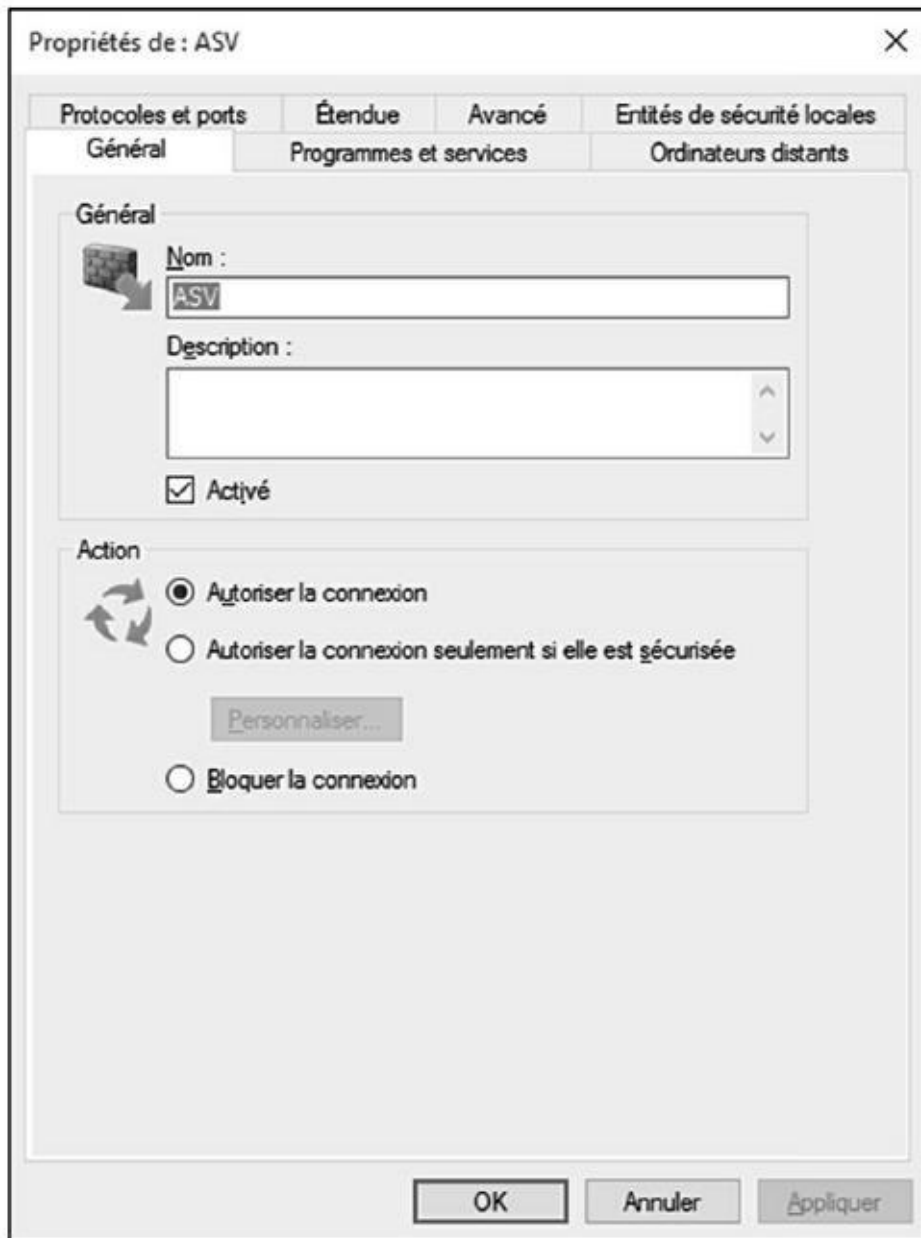 Propriétés de : ASV
Protocoles et ports Étendue Avancé Entités de sécurité locales
Général Programmes et services Ordinateurs distants
Général
Nom :
ASV
Description :
Activé
Action
Autoriser la connexion
Autoriser la connexion seulement si elle est sécurisée
Personnaliser...
Bloquer la connexion
OK Annuler Appliquer